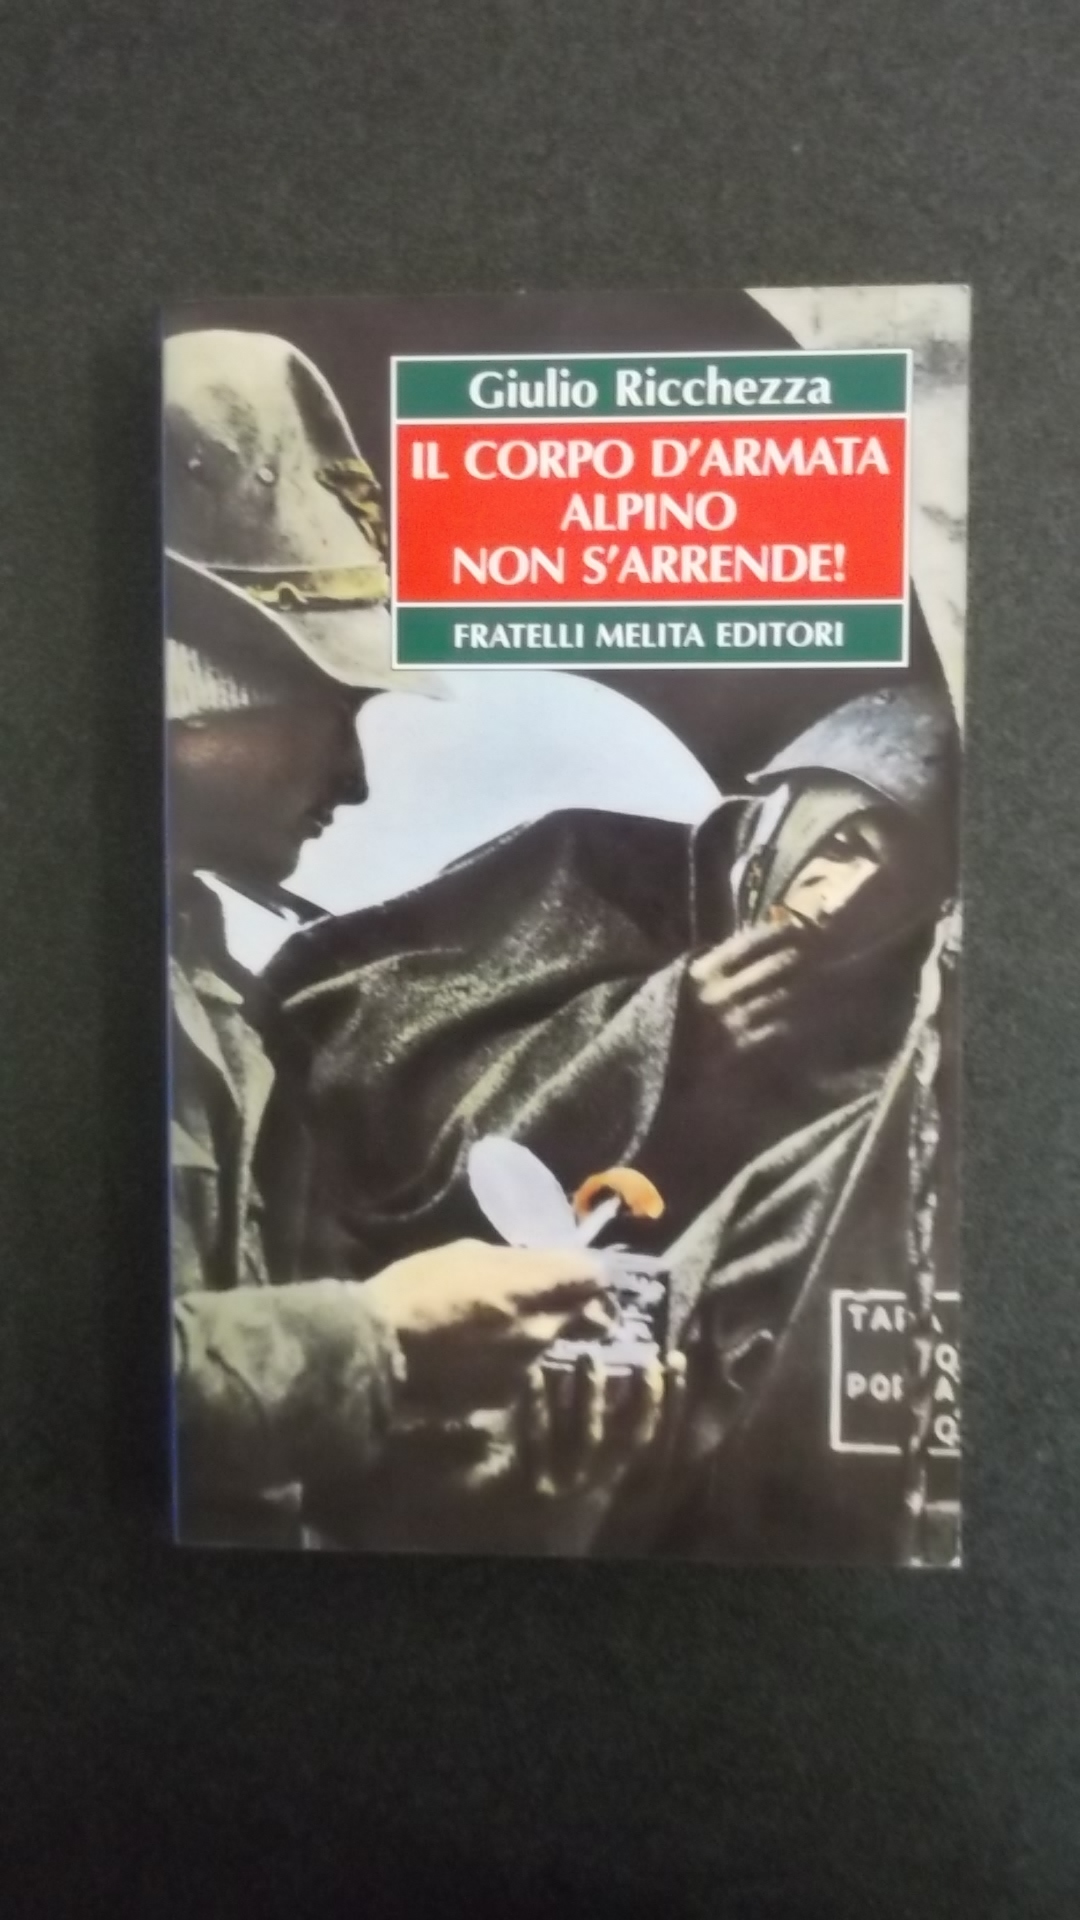 Giulio Ricchezza
IL CORPO D'ARMATA
ALPINO
NON S'ARRENDE!
FRATELLI MELITA EDITORI
Q
A
Q